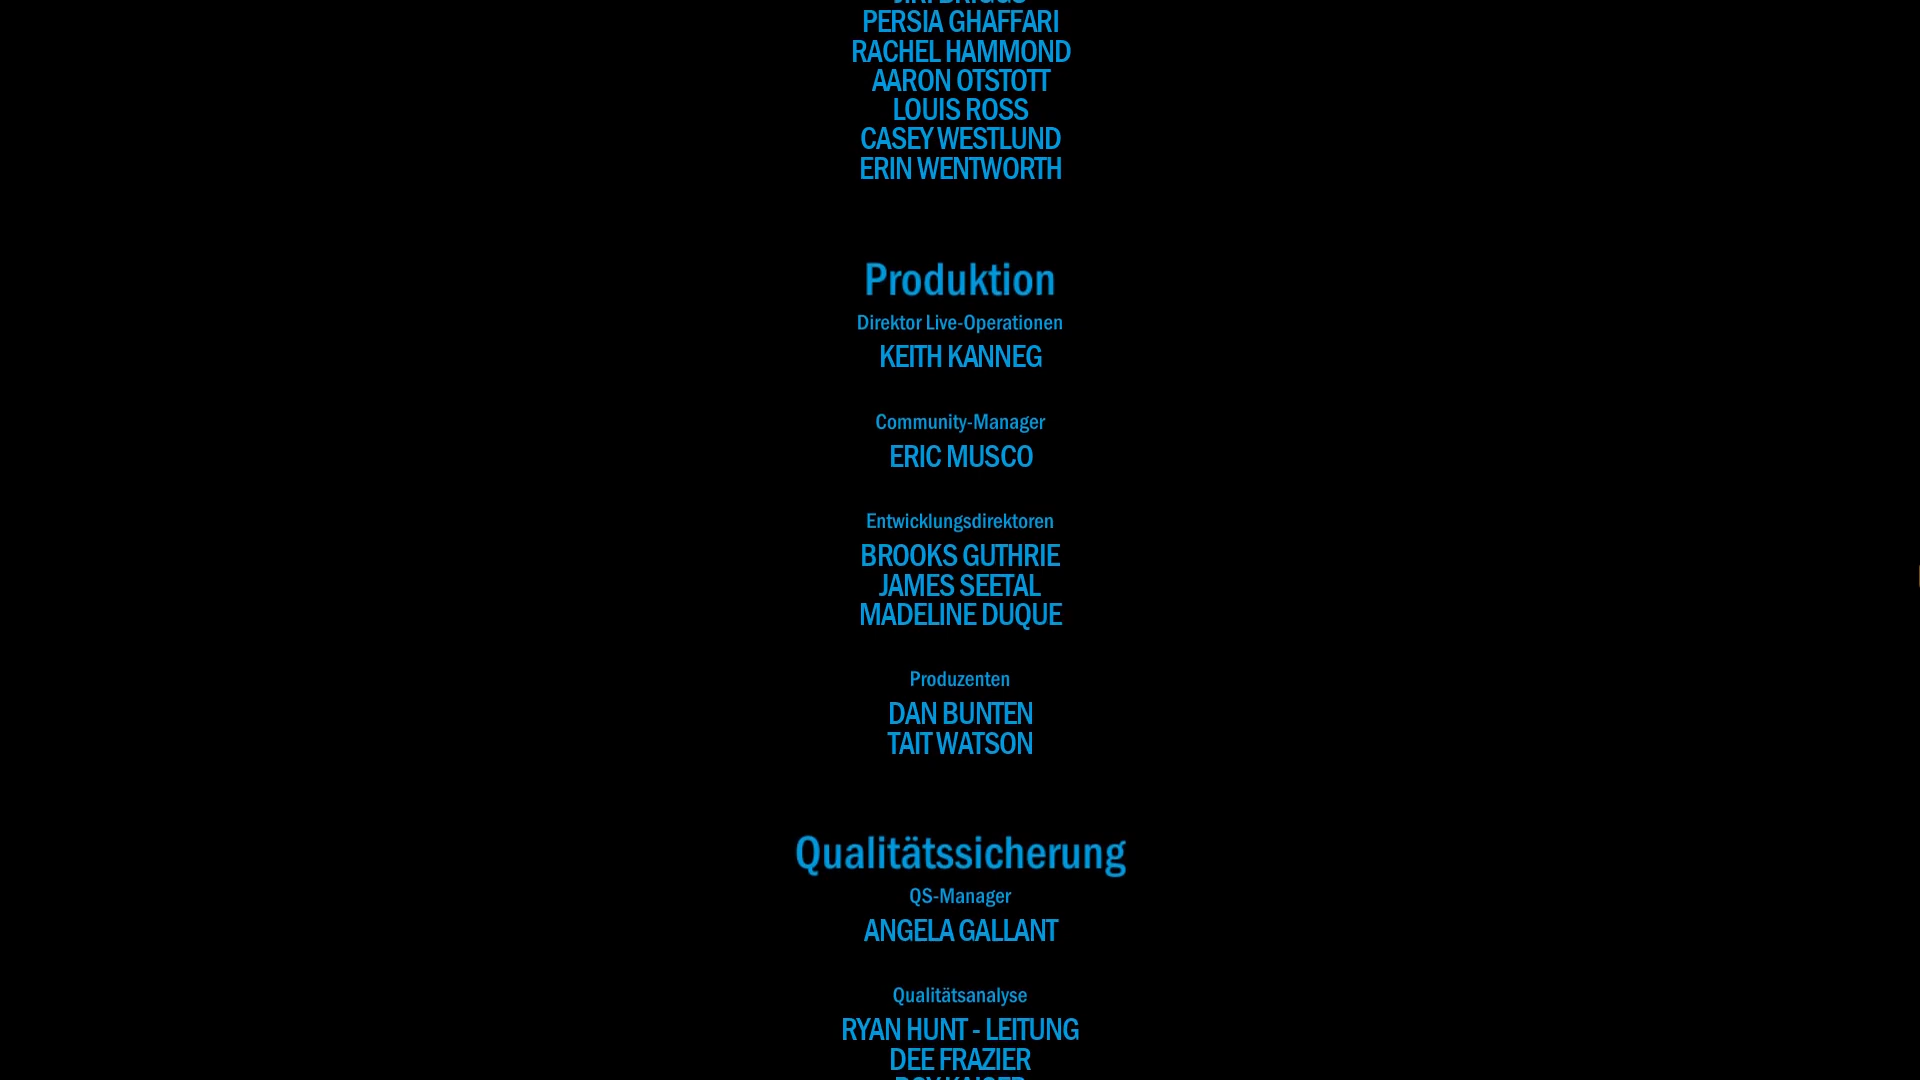 PERSIA GHAFFARI
RACHEL HAMMOND
AARON OTSTOTT
LOUIS ROSS
CASEY WESTLUND
ERIN WENTWORTH
Produktion
Direktor Live-Operationen
KEITH KANNEG
Community-Manager
ERIC MUSCO
Entwicklungsdirektoren
BROOKS GUTHRIE
JAMES SEETAL
MADELINE DUQUE
Produzenten
DAN BUNTEN
TAIT WATSON
Qualitätssicherung
QS-Manager
ANGELA GALLANT
Qualitätsanalyse
RYAN HUNT - LEITUNG
DEE FRAZIER